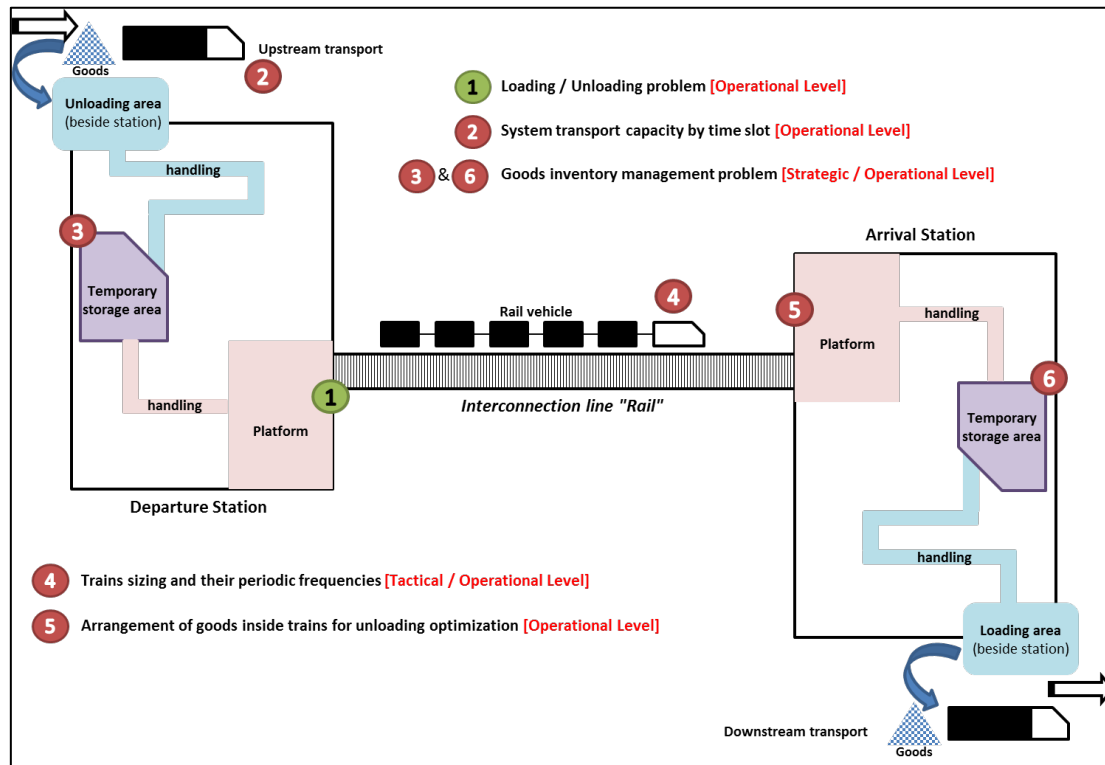 Goods
Upstream transport
2
Unloading area
(beside station)
handling
1 Loading / Unloading problem [Operational Level]
2 System transport capacity by time slot [Operational Level]
3 & 6 Goods inventory management problem [Strategic / Operational Level]
3
Temporary
storage area
handling
Platform
1
Departure Station
Rail vehicle
4
Interconnection line "Rail"
Arrival Station
5
Platform
handling
6
Temporary
storage area
handling
Loading area
(beside station)
4 Trains sizing and their periodic frequencies [Tactical / Operational Level]
5 Arrangement of goods inside trains for unloading optimization [Operational Level]
Downstream transport
Goods